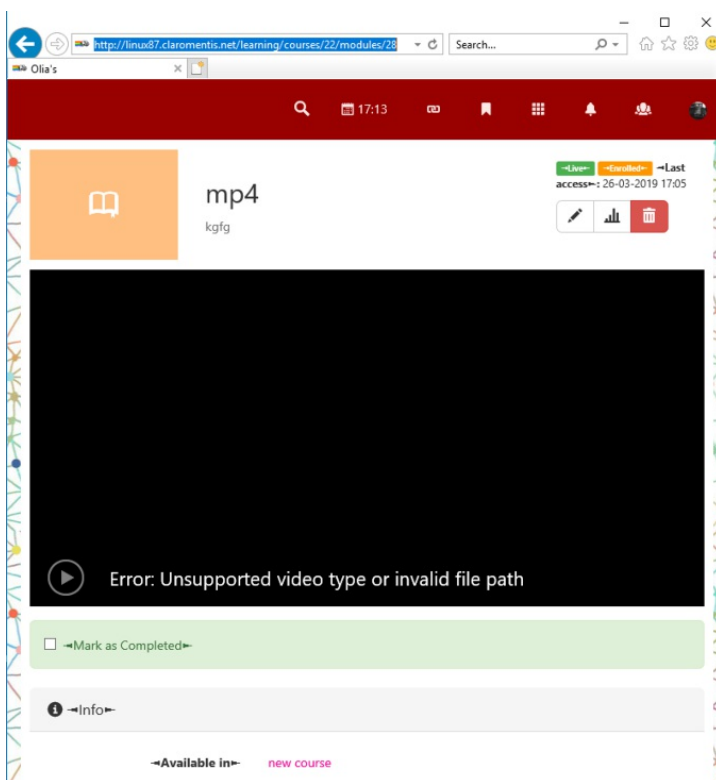 http://linux87.claromentis.net/learning/courses/22/modules/28
Search...
Olia's
17:13
mp4
kgfg
⊸Live⊷ ⊸Enrolled⊷ ⊸Last
access⊷: 26-03-2019 17:05
Error: Unsupported video type or invalid file path
⊸Mark as Completed⊷
⊸Info⊷
⊸Available in⊷ new course